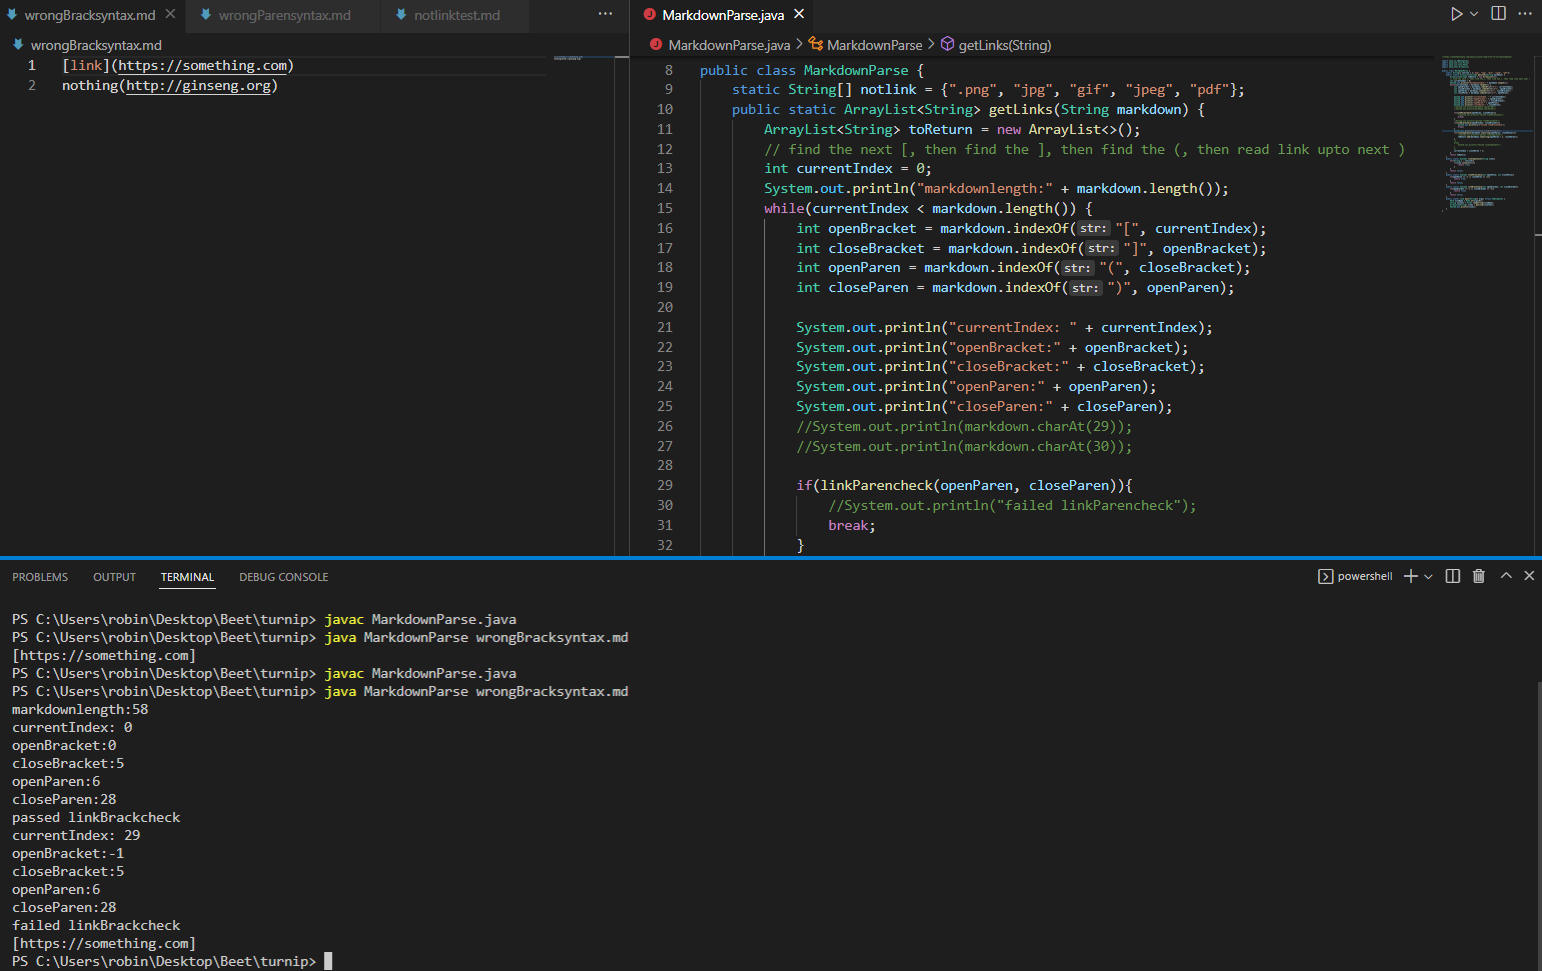 wrongBracksyntax.md
wrongParensyntax.md
notlinktest.md
wrongBracksyntax.md
1 [link](https://something.com)
2 nothing(http://ginseng.org)
MarkdownParse.java
MarkdownParse.java > MarkdownParse > getLinks(String)
8 public class MarkdownParse {
9 static String[] notlink = {".png", "jpg", "gif", "jpeg", "pdf"};
10 public static ArrayList<String> getLinks(String markdown) {
11 ArrayList<String> toReturn = new ArrayList<>();
12 // find the next [, then find the ], then find the (, then read link upto next )
13 int currentIndex = 0;
14 System.out.println("markdownlength:" + markdown.length());
15 while(currentIndex < markdown.length()) {
16 int openBracket = markdown.indexOf(str: "[", currentIndex);
17 int closeBracket = markdown.indexOf(str: "]", openBracket);
18 int openParen = markdown.indexOf(str: "(", closeBracket);
19 int closeParen = markdown.indexOf(str: ")", openParen);
20
21 System.out.println("currentIndex: " + currentIndex);
22 System.out.println("openBracket:" + openBracket);
23 System.out.println("closeBracket:" + closeBracket);
24 System.out.println("openParen:" + openParen);
25 System.out.println("closeParen:" + closeParen);
26 //System.out.println(markdown.charAt(29));
27 //System.out.println(markdown.charAt(30));
28
29 if(linkParencheck(openParen, closeParen)){
30 //System.out.println("failed linkParencheck");
31 break;
32 }
PROBLEMS OUTPUT TERMINAL DEBUG CONSOLE
powershell
PS C:\Users\robin\Desktop\Beet\turnip> javac MarkdownParse.java
PS C:\Users\robin\Desktop\Beet\turnip> java MarkdownParse wrongBracksyntax.md
[https://something.com]
PS C:\Users\robin\Desktop\Beet\turnip> javac MarkdownParse.java
PS C:\Users\robin\Desktop\Beet\turnip> java MarkdownParse wrongBracksyntax.md
markdownlength:58
currentIndex: 0
openBracket:0
closeBracket:5
openParen:6
closeParen:28
passed linkBrackcheck
currentIndex: 29
openBracket:-1
closeBracket:5
openParen:6
closeParen:28
failed linkBrackcheck
[https://something.com]
PS C:\Users\robin\Desktop\Beet\turnip>